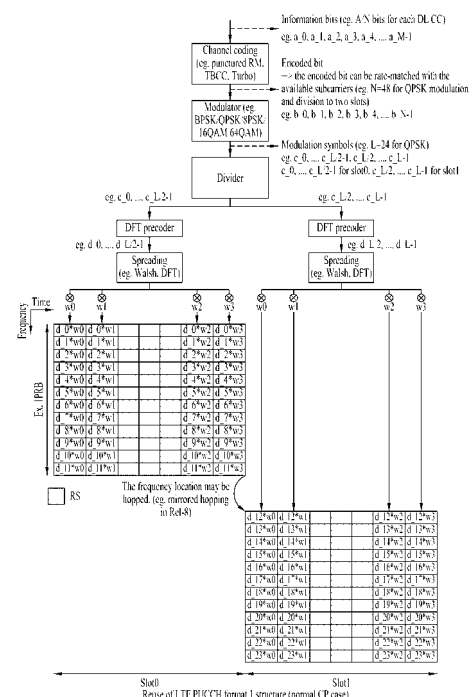 Information bits (eg. A/N bits for each DL CC)
eg. a_0, a_1, a_2, a_3, a_4, ... a_M-1
Channel coding
(eg. punctured RM,
TBCC, Turbo)
Encoded bit
─> the encoded bit can be rate-matched with the
available subcarriers (eg. N=48 for QPSK modulation
and division to two slots)
eg. b_0, b_1, b_2, b_3, b_4, ... b_N-1
Modulator (eg.
BPSK/QPSK/8PSK/
16QAM/64QAM)
Modulation symbols (eg. L=24 for QPSK)
eg. c_0, ..., c_L/2-1, c_L/2, ..., c_L-1
c_0, ..., c_L/2-1 for slot0, c_L/2, ..., c_L-1 for slot1
Divider
eg. c_0, ..., c_L/2-1
eg. c_L/2, ..., c_L-1
DFT precoder
DFT precoder
eg. d_0, ..., d_L/2-1
eg. d_L/2, ..., d_L-1
Spreading
(eg. Walsh, DFT)
Spreading
(eg. Walsh, DFT)
Time
Frequency
w0 w1 w2 w3 w0 w1 w2 w3
d_0*w0 d_0*w1 d_0*w2 d_0*w3
d_1*w0 d_1*w1 d_1*w2 d_1*w3
d_2*w0 d_2*w1 d_2*w2 d_2*w3
d_3*w0 d_3*w1 d_3*w2 d_3*w3
d_4*w0 d_4*w1 d_4*w2 d_4*w3
d_5*w0 d_5*w1 d_5*w2 d_5*w3
d_6*w0 d_6*w1 d_6*w2 d_6*w3
d_7*w0 d_7*w1 d_7*w2 d_7*w3
d_8*w0 d_8*w1 d_8*w2 d_8*w3
d_9*w0 d_9*w1 d_9*w2 d_9*w3
d_10*w0 d_10*w1 d_10*w2 d_10*w3
d_11*w0 d_11*w1 d_11*w2 d_11*w3
Ex. 1PRB
RS
The frequency location may be
hopped. (eg. mirrored hopping
in Rel-8)
d_12*w0 d_12*w1 d_12*w2 d_12*w3
d_13*w0 d_13*w1 d_13*w2 d_13*w3
d_14*w0 d_14*w1 d_14*w2 d_14*w3
d_15*w0 d_15*w1 d_15*w2 d_15*w3
d_16*w0 d_16*w1 d_16*w2 d_16*w3
d_17*w0 d_17*w1 d_17*w2 d_17*w3
d_18*w0 d_18*w1 d_18*w2 d_18*w3
d_19*w0 d_19*w1 d_19*w2 d_19*w3
d_20*w0 d_20*w1 d_20*w2 d_20*w3
d_21*w0 d_21*w1 d_21*w2 d_21*w3
d_22*w0 d_22*w1 d_22*w2 d_22*w3
d_23*w0 d_23*w1 d_23*w2 d_23*w3
Slot0 Slot1
Reuse of LTE PUCCH format 1 structure (normal CP case)